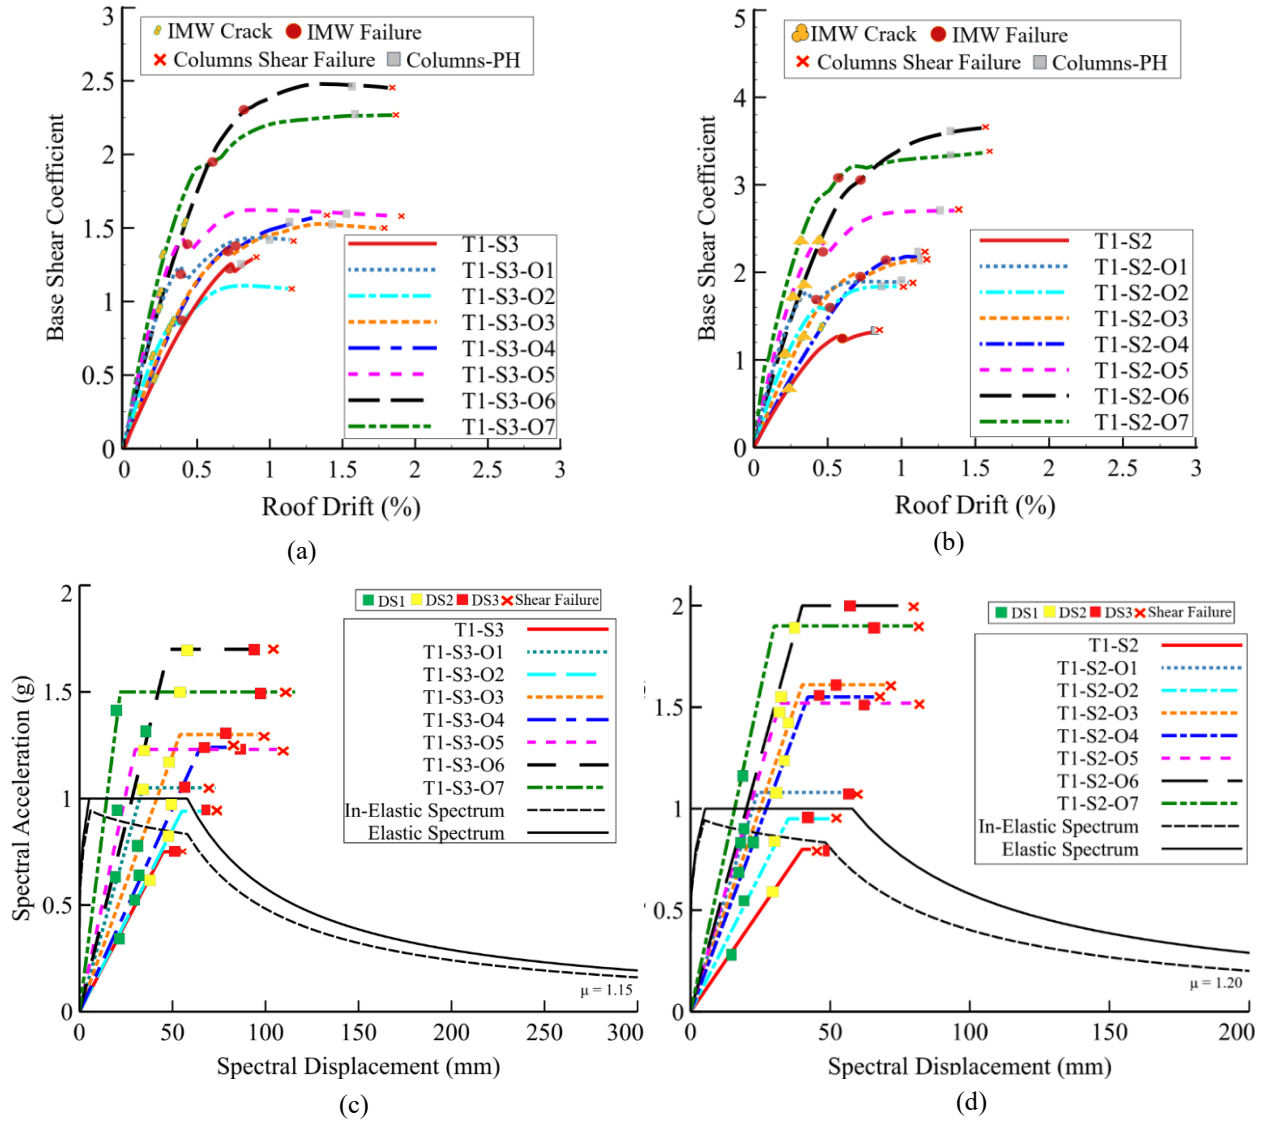 3
2.5
2
1.5
1
0.5
0
0 0.5 1 1.5 2 2.5 3
Base Shear Coefficient
Roof Drift (%)
IMW Crack IMW Failure
Columns Shear Failure Columns-PH
T1-S3
T1-S3-O1
T1-S3-O2
T1-S3-O3
T1-S3-O4
T1-S3-O5
T1-S3-O6
T1-S3-O7
(a)
5
4
3
2
1
0
0 0.5 1 1.5 2 2.5 3
Base Shear Coefficient
Roof Drift (%)
IMW Crack IMW Failure
Columns Shear Failure Columns-PH
T1-S2
T1-S2-O1
T1-S2-O2
T1-S2-O3
T1-S2-O4
T1-S2-O5
T1-S2-O6
T1-S2-O7
(b)
2
1.5
1
0.5
0
0 50 100 150 200 250 300
Spectral Acceleration (g)
Spectral Displacement (mm)
DS1 DS2 DS3 Shear Failure
T1-S3
T1-S3-O1
T1-S3-O2
T1-S3-O3
T1-S3-O4
T1-S3-O5
T1-S3-O6
T1-S3-O7
In-Elastic Spectrum
Elastic Spectrum
μ = 1.15
(c)
2
1.5
1
0.5
0
0 50 100 150 200
Spectral Displacement (mm)
DS1 DS2 DS3 Shear Failure
T1-S2
T1-S2-O1
T1-S2-O2
T1-S2-O3
T1-S2-O4
T1-S2-O5
T1-S2-O6
T1-S2-O7
In-Elastic Spectrum
Elastic Spectrum
μ = 1.20
(d)